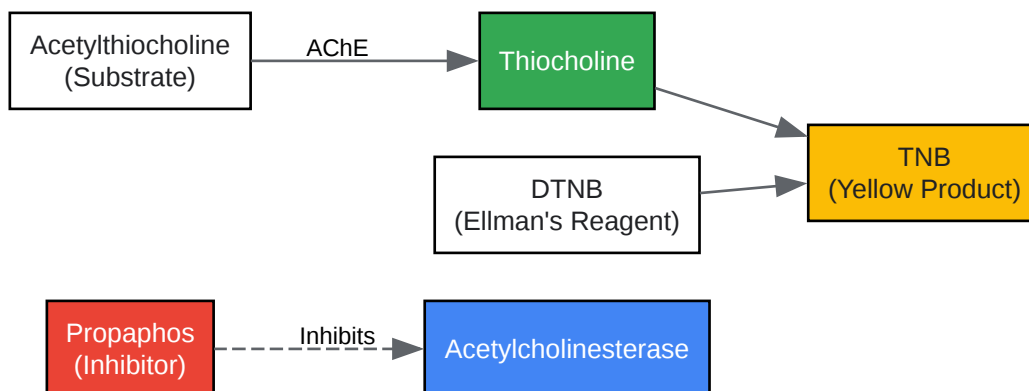 Acetylthiocholine
(Substrate)
AChE
Thiocholine
DTNB
(Ellman's Reagent)
TNB
(Yellow Product)
Propaphos
(Inhibitor)
Inhibits
Acetylcholinesterase